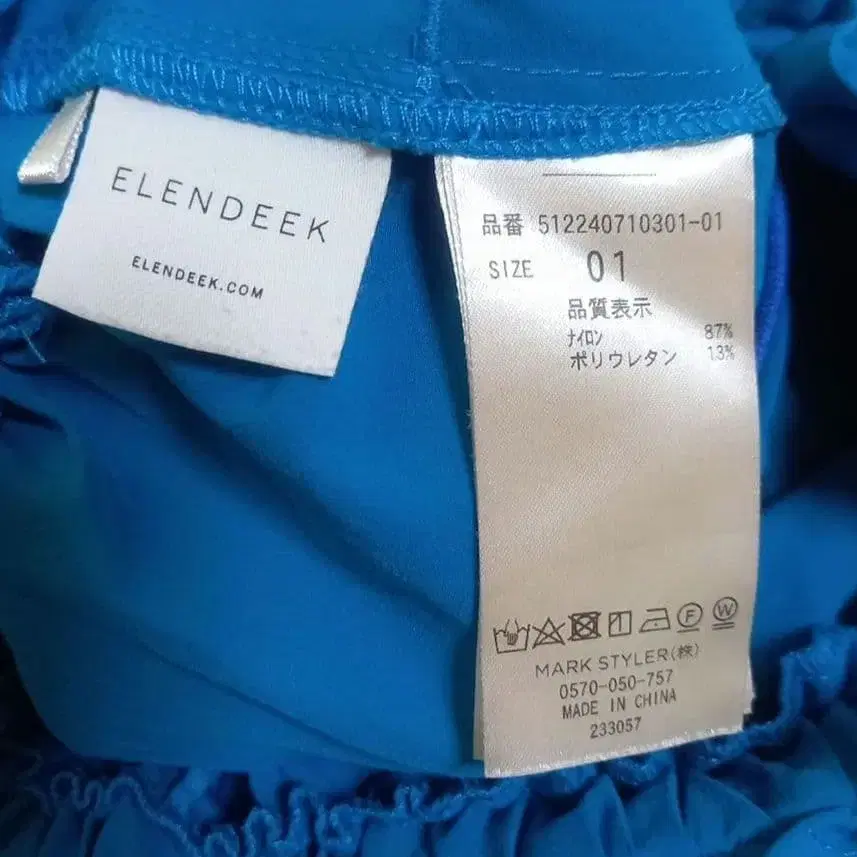 ELENDEEK
ELENDEEK.COM
品番 512240710301-01
SIZE 01
品質表示
ナイロン 87%
ポリウレタン 13%
F W
MARK STYLER(株)
0570-050-757
MADE IN CHINA
233057